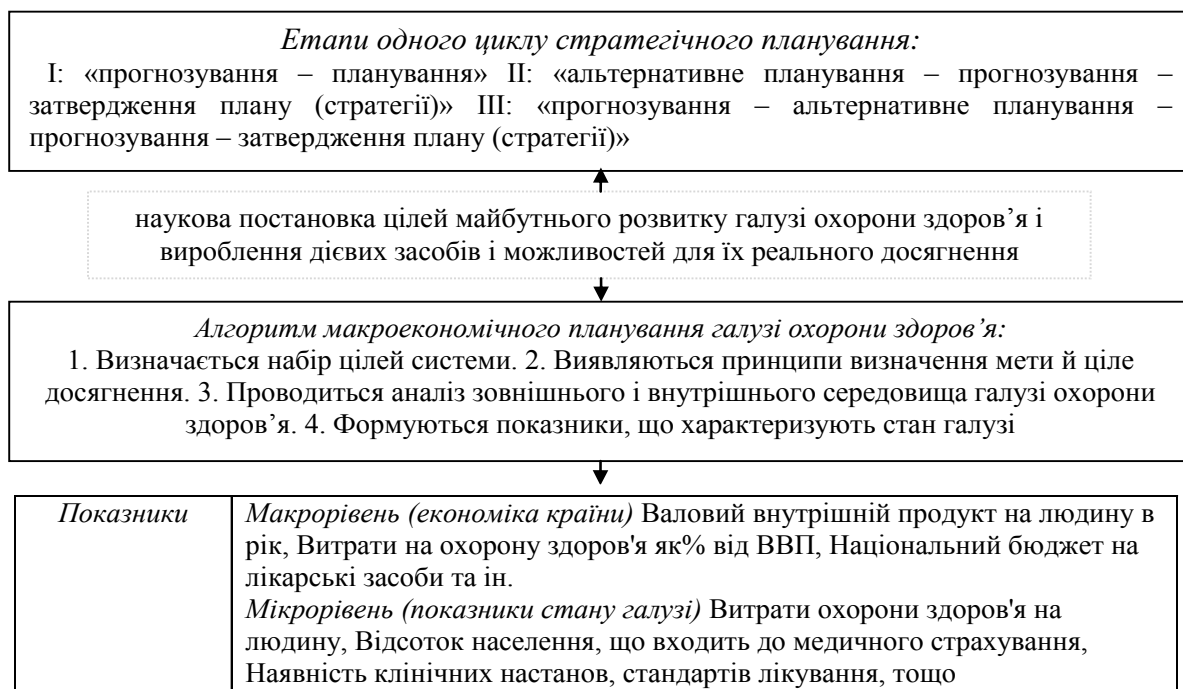 Етапи одного циклу стратегічного планування:
І: «прогнозування – планування» ІІ: «альтернативне планування – прогнозування –
затвердження плану (стратегії)» ІІІ: «прогнозування – альтернативне планування –
прогнозування – затвердження плану (стратегії)»
наукова постановка цілей майбутнього розвитку галузі охорони здоров’я і
вироблення дієвих засобів і можливостей для їх реального досягнення
Алгоритм макроекономічного планування галузі охорони здоров’я:
1. Визначається набір цілей системи. 2. Виявляються принципи визначення мети й ціле
досягнення. 3. Проводиться аналіз зовнішнього і внутрішнього середовища галузі охорони
здоров’я. 4. Формуються показники, що характеризують стан галузі
Показники
Макрорівень (економіка країни) Валовий внутрішній продукт на людину в
рік, Витрати на охорону здоров'я як% від ВВП, Національний бюджет на
лікарські засоби та ін.
Мікрорівень (показники стану галузі) Витрати охорони здоров'я на
людину, Відсоток населення, що входить до медичного страхування,
Наявність клінічних настанов, стандартів лікування, тощо